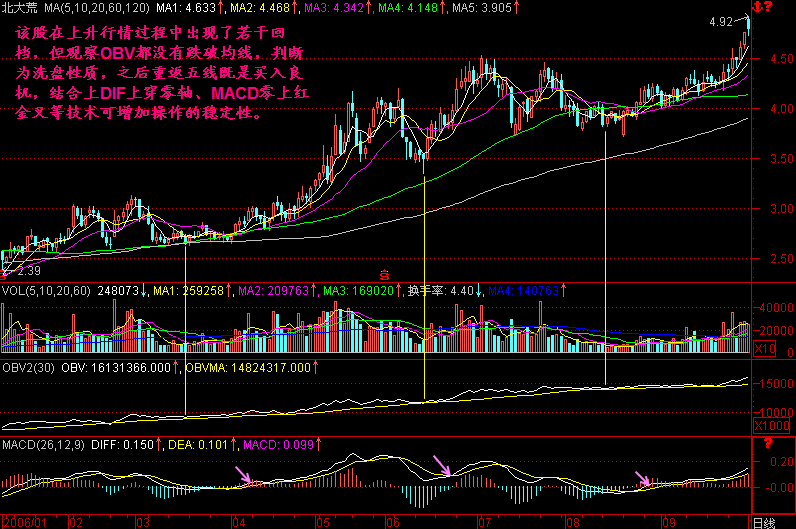 北大荒 MA(5,10,20,60,120) MA1: 4.633↑, MA2: 4.468↑, MA3: 4.342↑, MA4: 4.148↑, MA5: 3.905↑
该股在上升行情过程中出现了若干回
档，但观察OBV都没有跌破均线，判断
为洗盘性质，之后重返五线既是买入良
机，结合上DIF上穿零轴、MACD零上红
金叉等技术可增加操作的稳定性。
4.92
4.50
4.00
3.50
3.00
2.50
2.39
VOL(5,10,20,60) 248073↓, MA1: 259258↑, MA2: 209763↑, MA3: 169020↑, 换手率: 4.40↓, MA4: 140763↑
40000
20000
X10
OBV2(30) OBV: 16131366.000↑, OBVMA: 14824317.000↑
15000
10000
X1000
MACD(26,12,9) DIFF: 0.150↑, DEA: 0.101↑, MACD: 0.099↑
?
0.20
-0.00
2006/01 02 03 04 05 06 07 08 09 日线